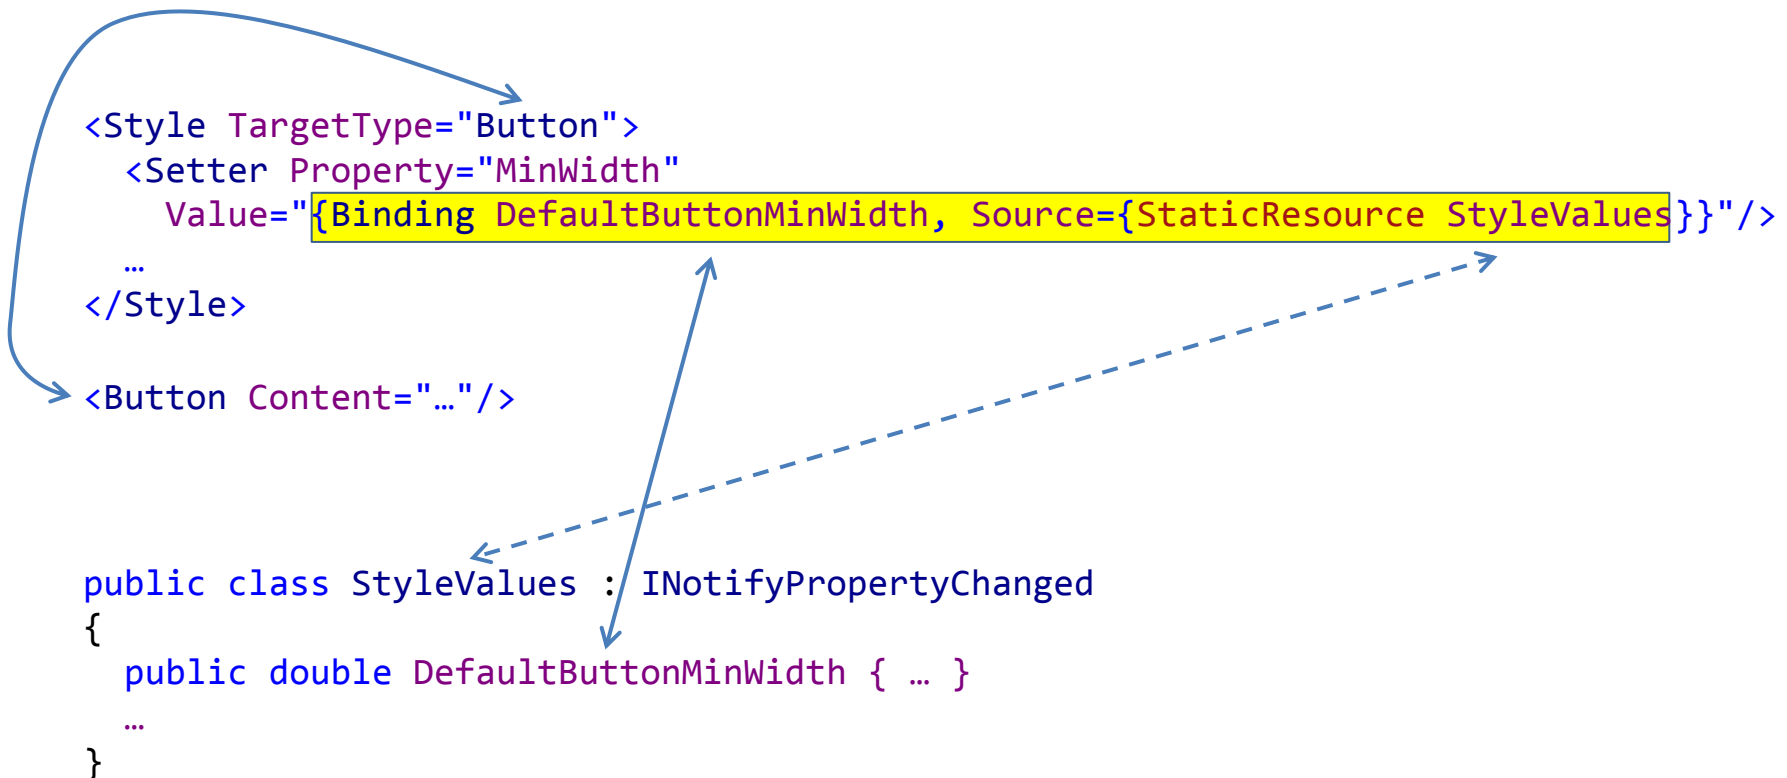 <Style TargetType="Button">
<Setter Property="MinWidth"
Value="{Binding DefaultButtonMinWidth, Source={StaticResource StyleValues}}"/>
…
</Style>
<Button Content="…"/>
public class StyleValues : INotifyPropertyChanged
{
public double DefaultButtonMinWidth { … }
…
}